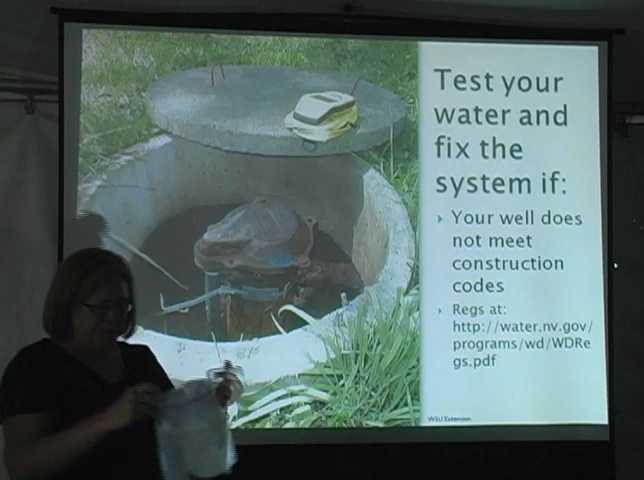 Test your
water and
fix the
system if:
Your well does
not meet
construction
codes
Regs at:
http://water.nv.gov/
programs/wd/WDRe
gs.pdf
WSU Extension